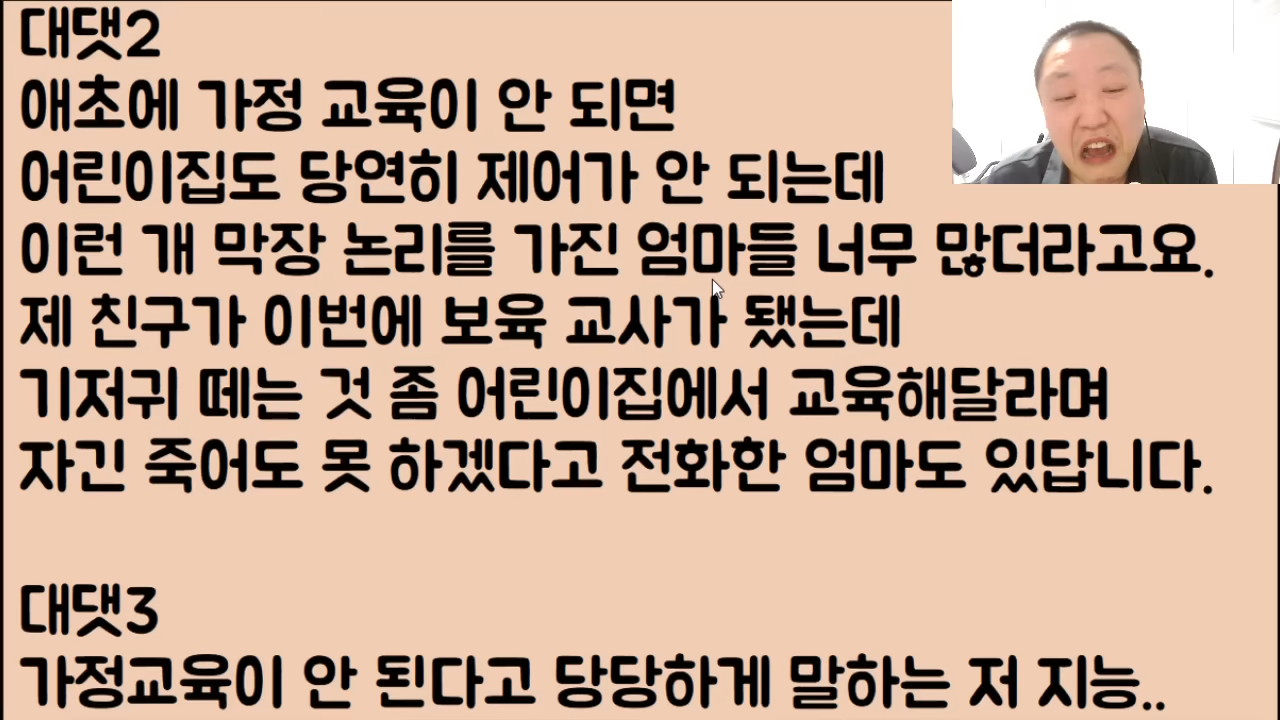 대댓2
애초에 가정 교육이 안 되면
어린이집도 당연히 제어가 안 되는데
이런 개 막장 논리를 가진 엄마들 너무 많더라고요.
제 친구가 이번에 보육 교사가 됐는데
기저귀 떼는 것 좀 어린이집에서 교육해달라며
자긴 죽어도 못 하겠다고 전화한 엄마도 있답니다.
대댓3
가정교육이 안 된다고 당당하게 말하는 저 지능..